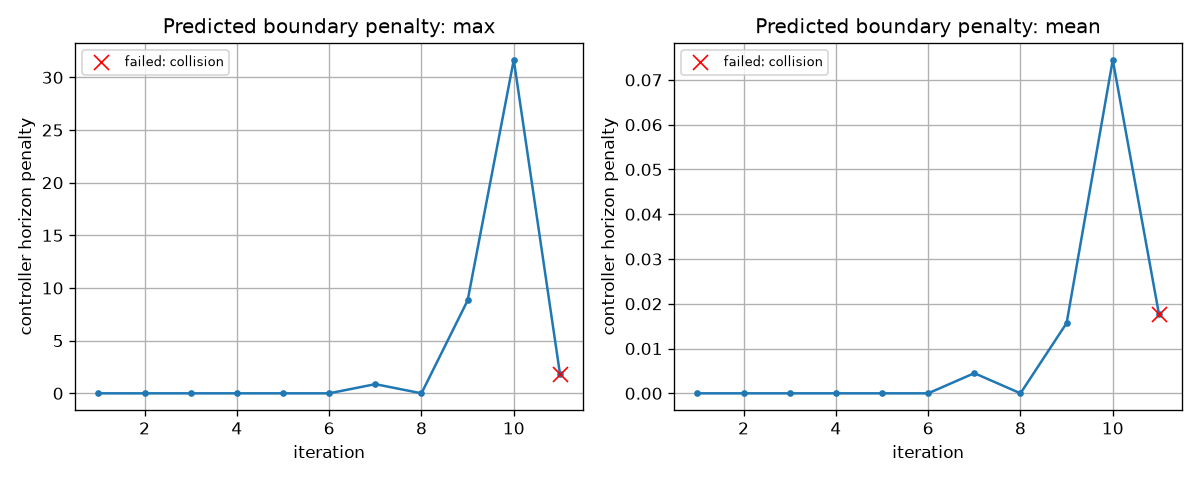 Predicted boundary penalty: max
failed: collision
controller horizon penalty
30
25
20
15
10
5
0
2 4 6 8 10
iteration
Predicted boundary penalty: mean
failed: collision
controller horizon penalty
0.07
0.06
0.05
0.04
0.03
0.02
0.01
0.00
2 4 6 8 10
iteration